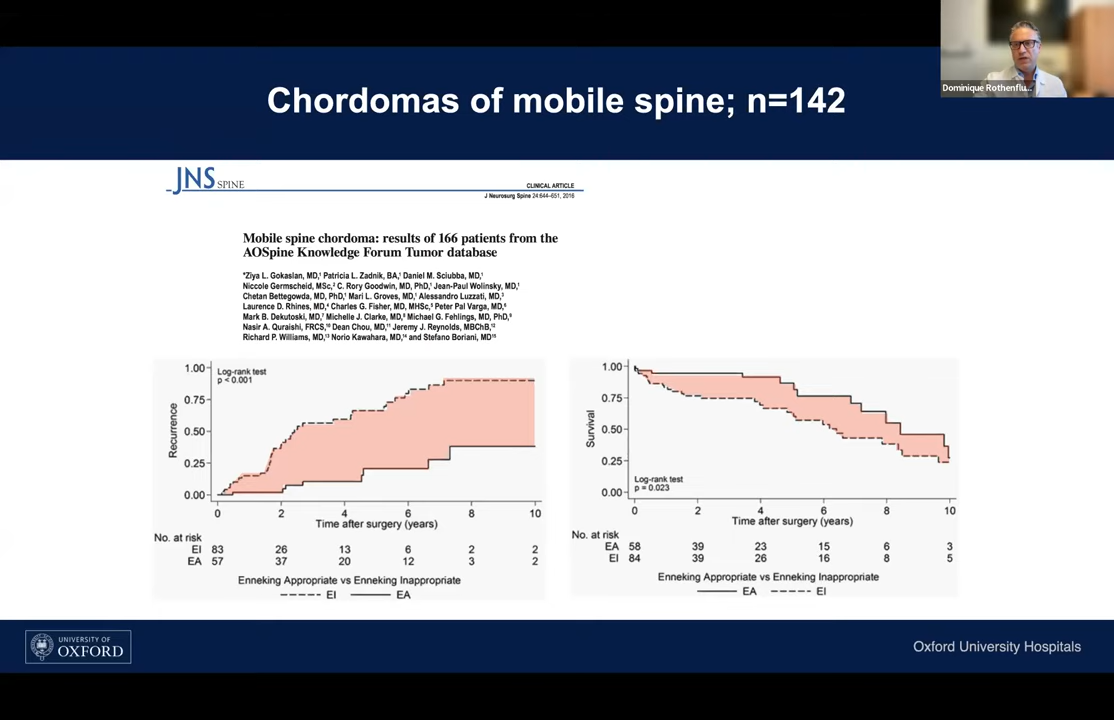 Dominique Rothenflu...
Chordomas of mobile spine; n=142
JNS SPINE
CLINICAL ARTICLE
J Neurosurg Spine 24:644–651, 2016
Mobile spine chordoma: results of 166 patients from the
AOSpine Knowledge Forum Tumor database
*Ziya L. Gokaslan, MD,¹ Patricia L. Zadnik, BA,¹ Daniel M. Sciubba, MD,¹
Niccole Germscheid, MSc,² C. Rory Goodwin, MD, PhD,¹ Jean-Paul Wolinsky, MD,¹
Chetan Bettegowda, MD, PhD,¹ Mari L. Groves, MD,¹ Alessandro Luzzati, MD,³
Laurence D. Rhines, MD,⁴ Charles G. Fisher, MD, MHSc,⁵ Peter Pal Varga, MD,⁶
Mark B. Dekutoski, MD,⁷ Michelle J. Clarke, MD,⁸ Michael G. Fehlings, MD, PhD,⁹
Nasir A. Quraishi, FRCS,¹⁰ Dean Chou, MD,¹¹ Jeremy J. Reynolds, MBChB,¹²
Richard P. Williams, MD,¹³ Norio Kawahara, MD,¹⁴ and Stefano Boriani, MD¹⁵
Recurrence
1.00
0.75
0.50
0.25
0.00
Log-rank test
p < 0.001
0 2 4 6 8 10
Time after surgery (years)
No. at risk
EI 83 26 13 6 2 2
EA 57 37 20 12 3 2
Enneking Appropriate vs Enneking Inappropriate
EI EA
Survival
1.00
0.75
0.50
0.25
0.00
Log-rank test
p = 0.023
0 2 4 6 8 10
Time after surgery (years)
No. at risk
EA 58 39 23 15 6 3
EI 84 39 26 16 8 5
Enneking Appropriate vs Enneking Inappropriate
EA EI
UNIVERSITY OF
OXFORD
Oxford University Hospitals